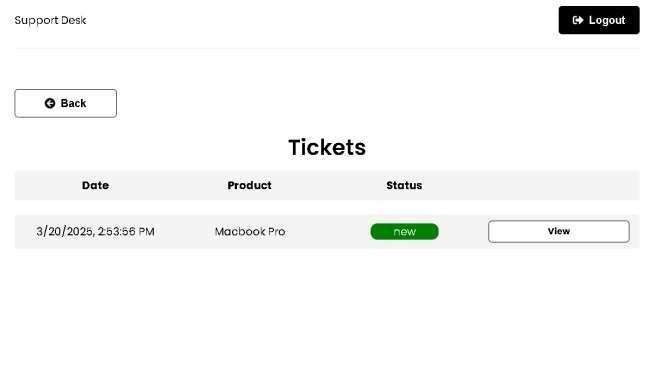 Support Desk
Logout
Back
Tickets
Date Product Status
3/20/2025, 2:53:56 PM Macbook Pro new View